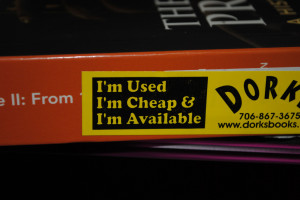 THE
PR
e II: From
I'm Used
I'm Cheap &
I'm Available
DORK
706-867-3675
www.dorksbooks.